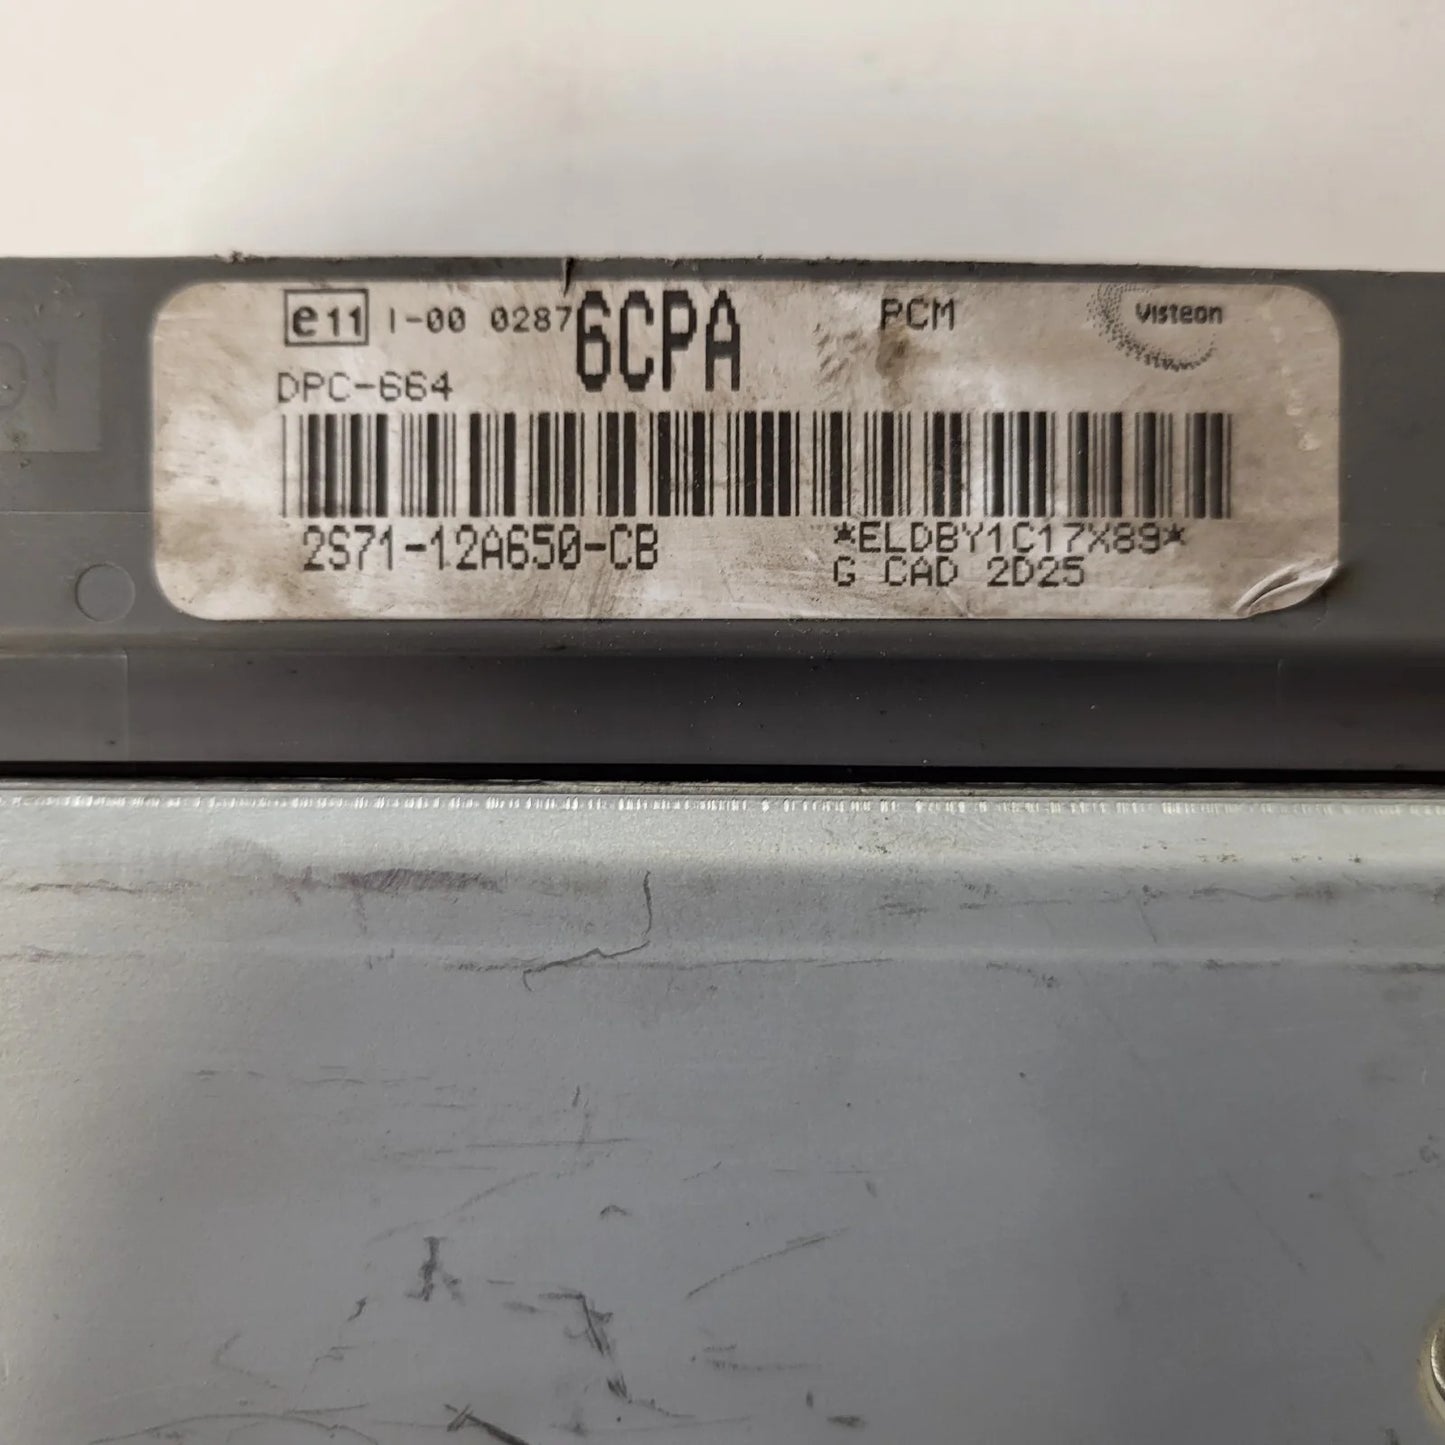 e11 I-00 0287 6CPA PCM Visteon
DPC-664
2S71-12A650-CB *ELDBY1C17X89*
G CAD 2D25